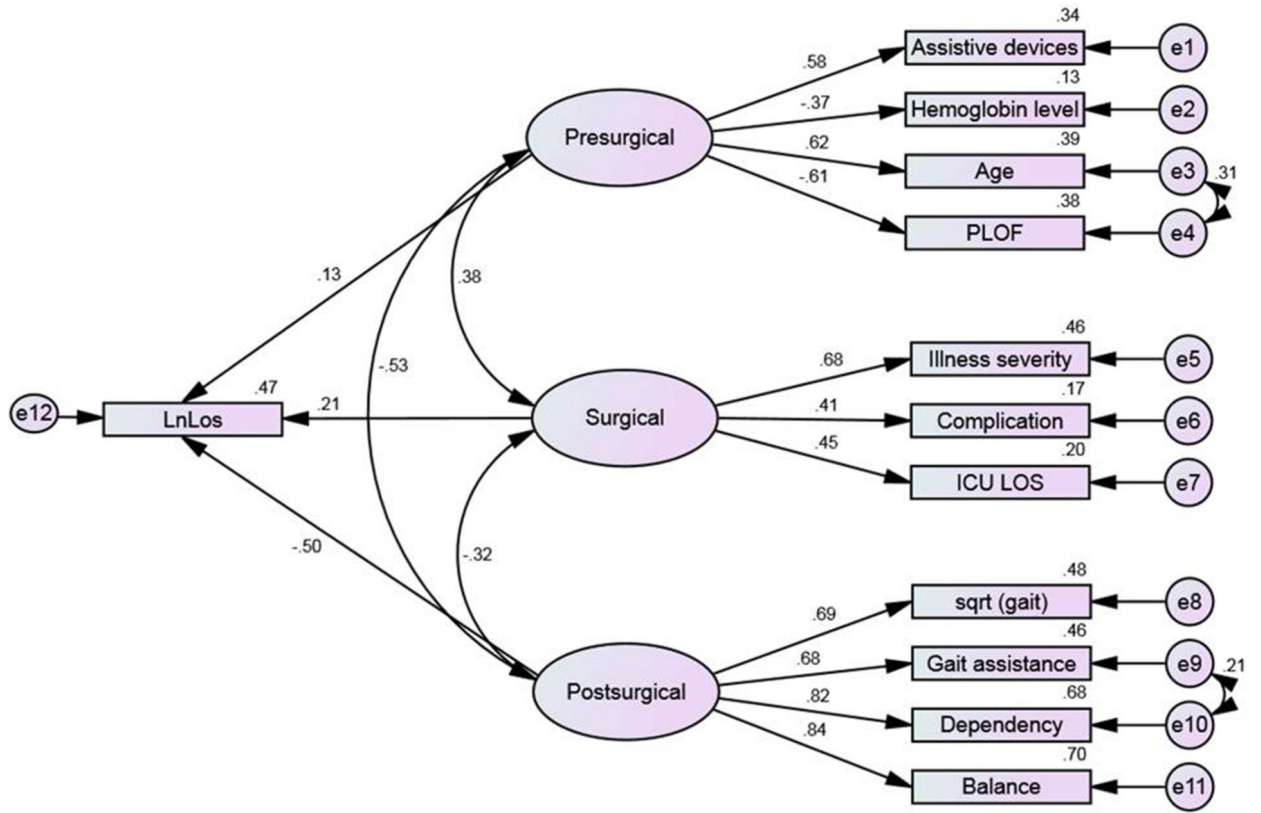 .34
Assistive devices
e1
.58
.13
-.37
Hemoglobin level
e2
Presurgical
.39
.62
Age
e3
.31
-.61
.38
PLOF
e4
.13
.38
-.53
.46
Illness severity
e5
.68
.17
.47
e12
LnLos
.21
Surgical
.41
Complication
e6
.45
.20
ICU LOS
e7
-.50
-.32
.48
sqrt (gait)
e8
.69
.46
.68
Gait assistance
e9
.21
Postsurgical
.68
.82
Dependency
e10
.84
.70
Balance
e11